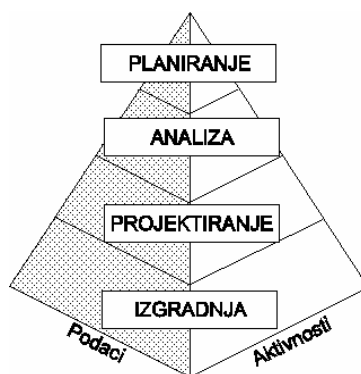 PLANIRANJE
ANALIZA
PROJEKTIRANJE
IZGRADNJA
Podaci
Aktivnosti